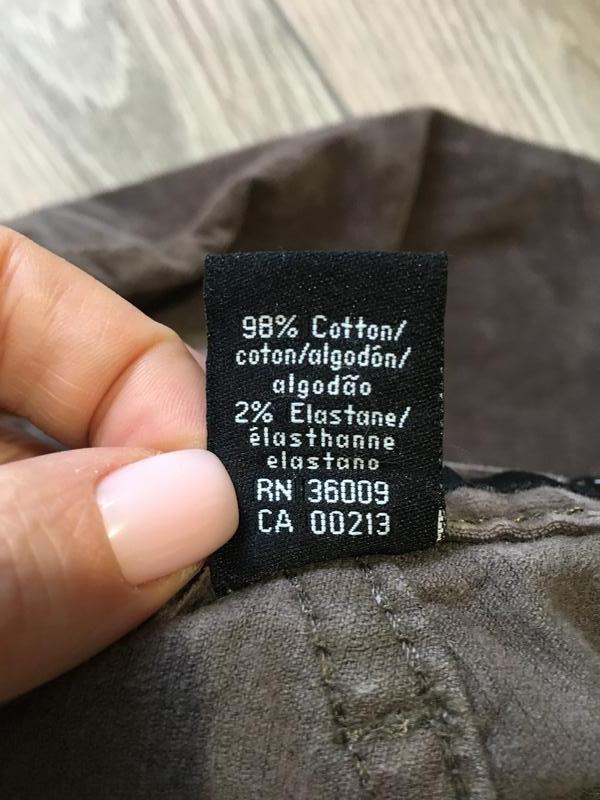 98% Cotton/
coton/algodón/
algodão
2% Elastane/
élasthanne
elastano
RN 36009
CA 00213